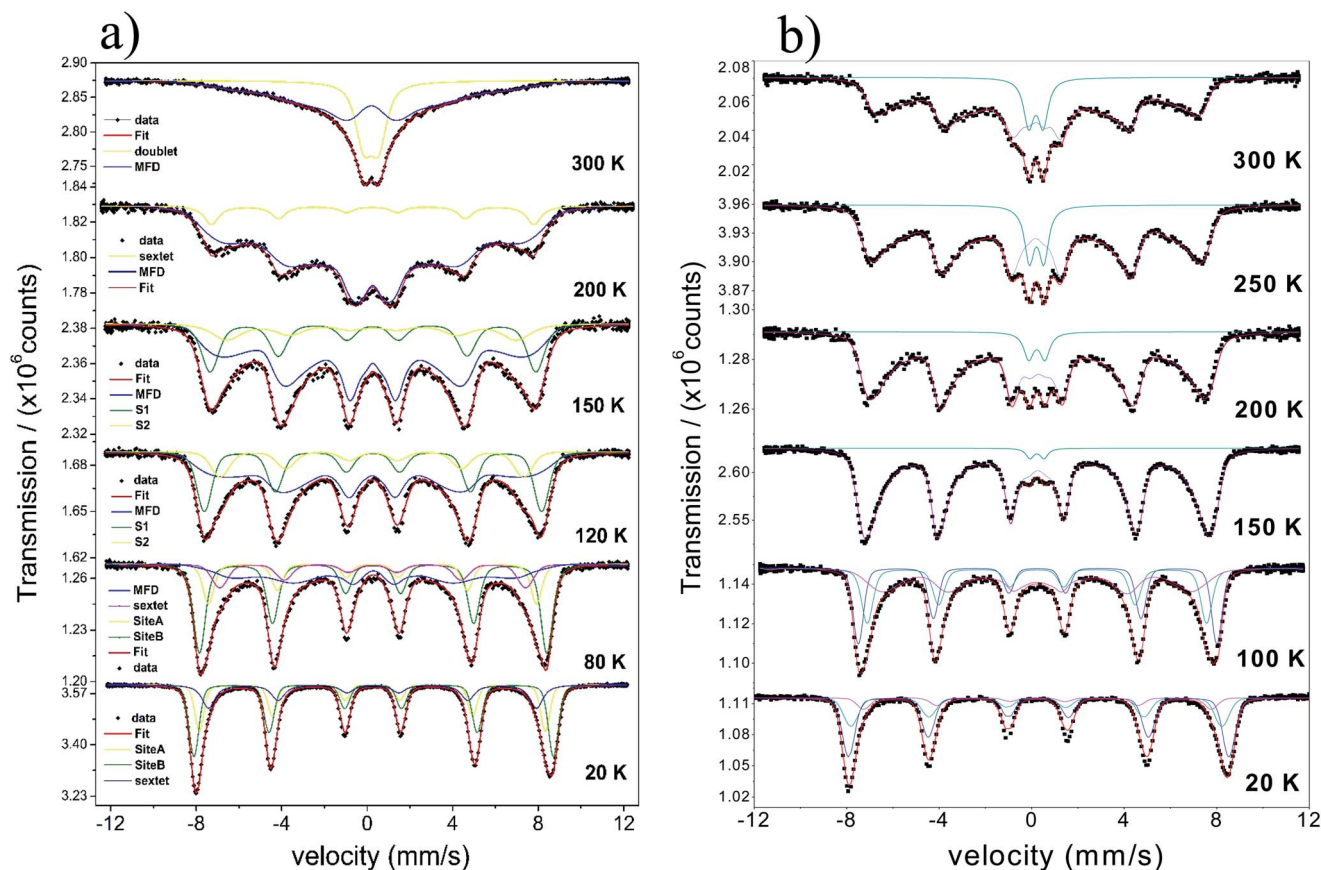 a)
2.90
2.85
2.80
2.75
data
Fit
doublet
MFD
300 K
1.84
1.82
1.80
1.78
data
sextet
MFD
Fit
200 K
2.38
2.36
2.34
2.32
data
Fit
MFD
S1
S2
150 K
1.68
1.65
1.62
data
Fit
MFD
S1
S2
120 K
1.26
1.23
1.20
MFD
sextet
SiteA
SiteB
Fit
data
80 K
3.57
3.40
3.23
data
Fit
SiteA
SiteB
sextet
20 K
-12 -8 -4 0 4 8 12
velocity (mm/s)
Transmission / (x10⁶counts)
b)
2.08
2.06
2.04
2.02
300 K
3.96
3.93
3.90
3.87
250 K
1.30
1.28
1.26
200 K
2.60
2.55
150 K
1.14
1.12
1.10
100 K
1.11
1.08
1.05
1.02
20 K
-12 -8 -4 0 4 8 12
velocity (mm/s)
Transmission / (x10⁶counts)